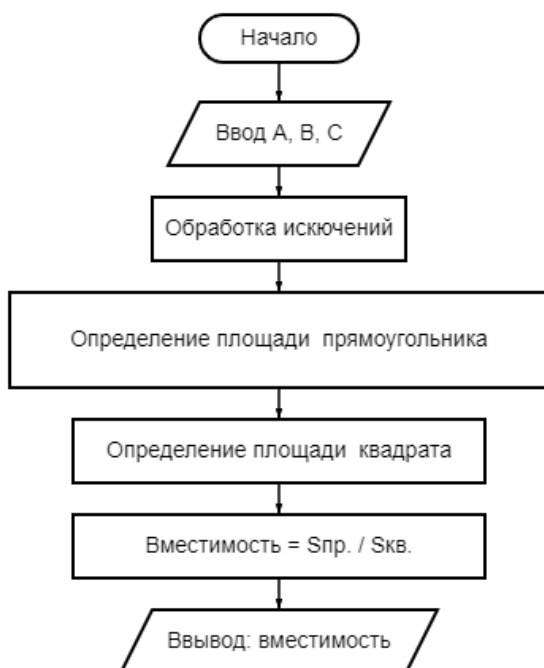 Начало
Ввод A, B, C
Обработка искючений
Определение площади прямоугольника
Определение площади квадрата
Вместимость = Sпр. / Sкв.
Ввывод: вместимость